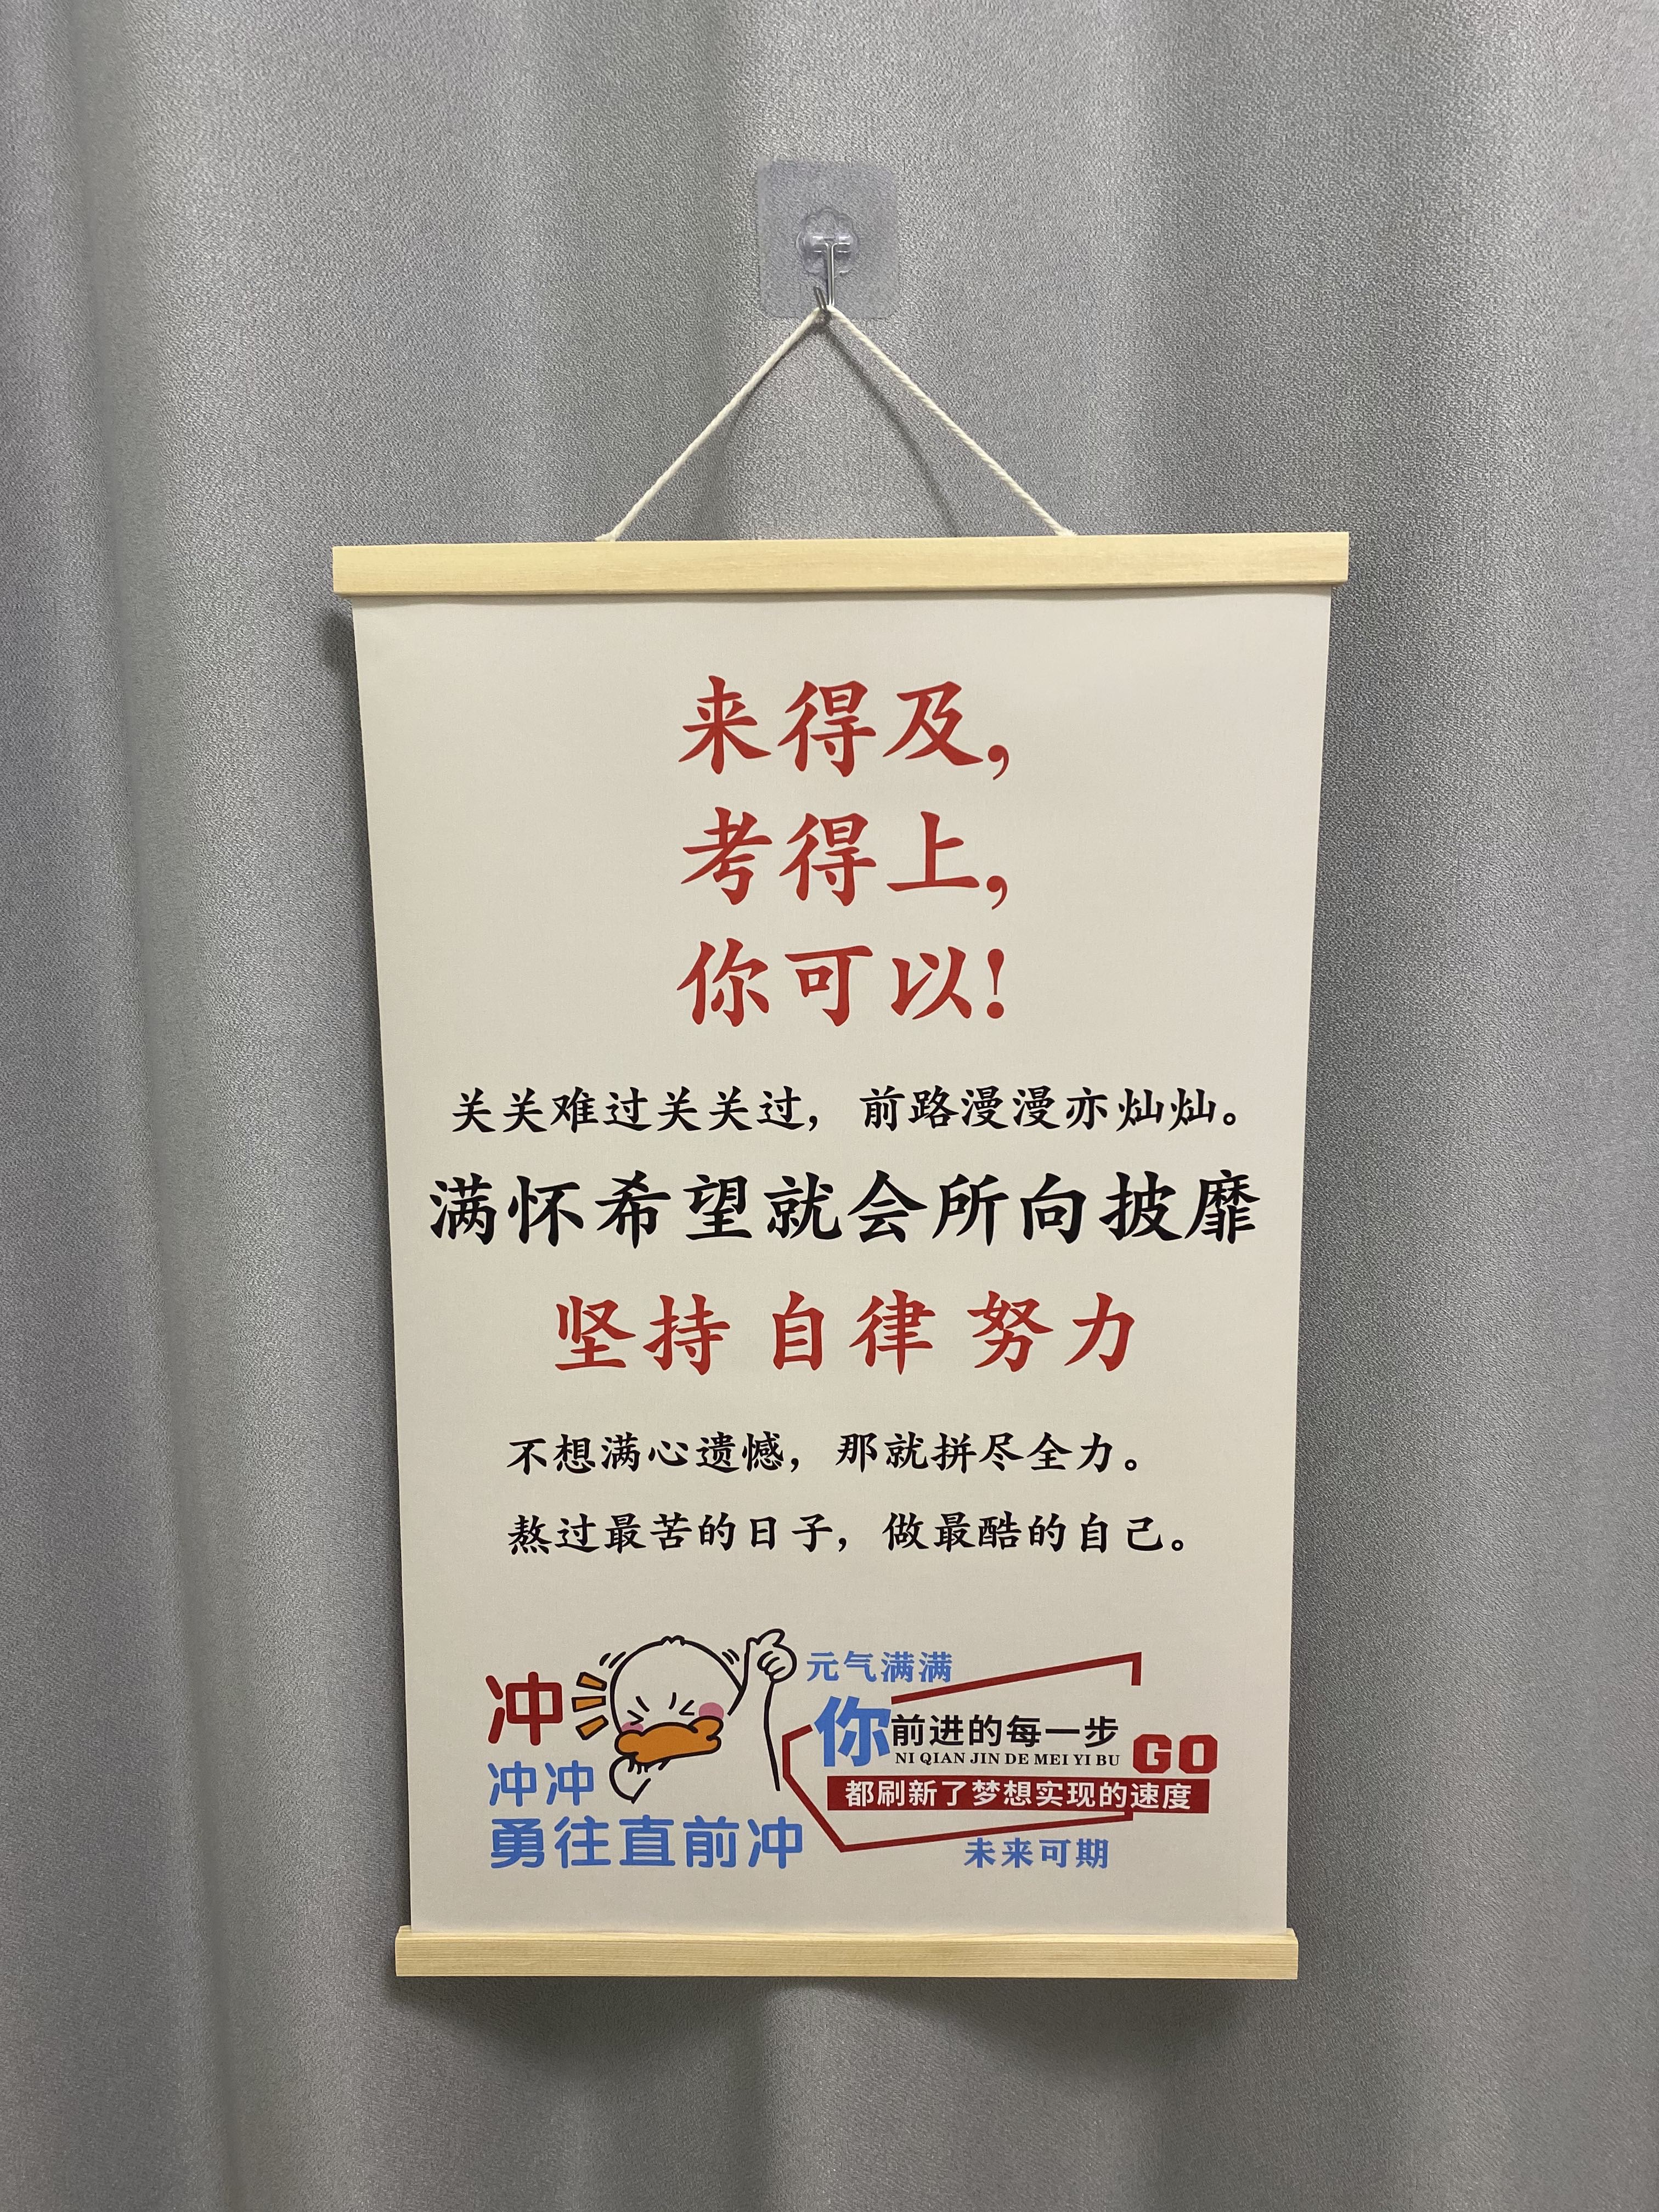 来得及,
考得上,
你可以!
关关难过关关过，前路漫漫亦灿灿。
满怀希望就会所向披靡
坚持 自律 努力
不想满心遗憾，那就拼尽全力。
熬过最苦的日子，做最酷的自己。
冲
冲冲
勇往直前冲
元气满满
你前进的每一步
NI QIAN JIN DE MEI YI BU
GO
都刷新了梦想实现的速度
未来可期